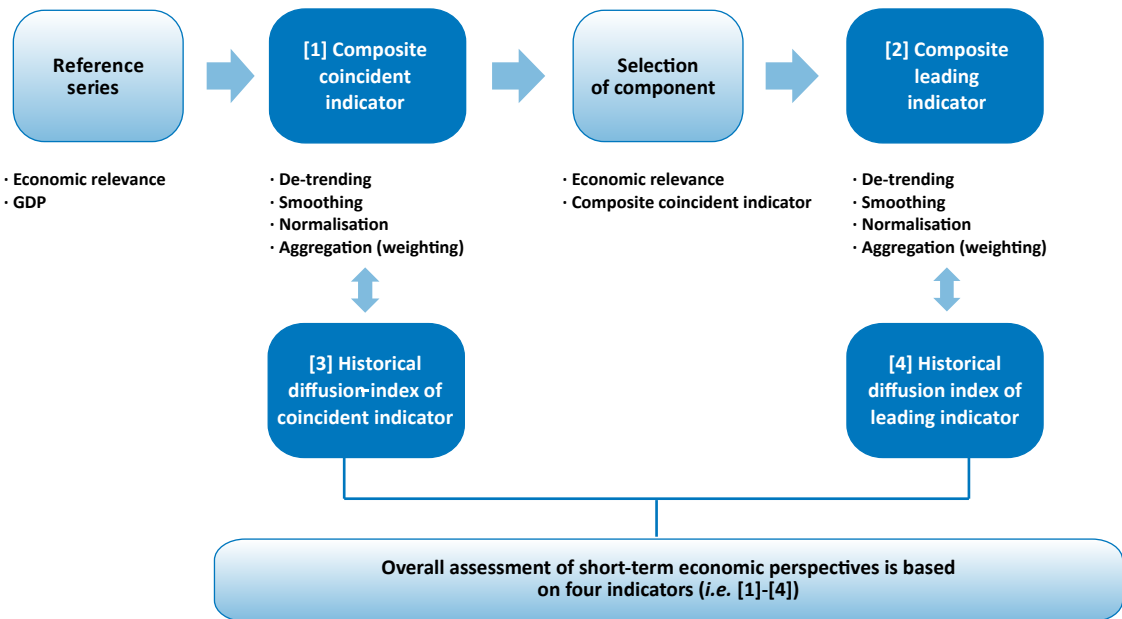 Reference
series
[1] Composite
coincident
indicator
Selection
of component
[2] Composite
leading
indicator
· Economic relevance
· GDP
· De-trending
· Smoothing
· Normalisation
· Aggregation (weighting)
· Economic relevance
· Composite coincident indicator
· De-trending
· Smoothing
· Normalisation
· Aggregation (weighting)
[3] Historical
diffusion-index of
coincident indicator
[4] Historical
diffusion index of
leading indicator
Overall assessment of short-term economic perspectives is based
on four indicators (i.e. [1]-[4])